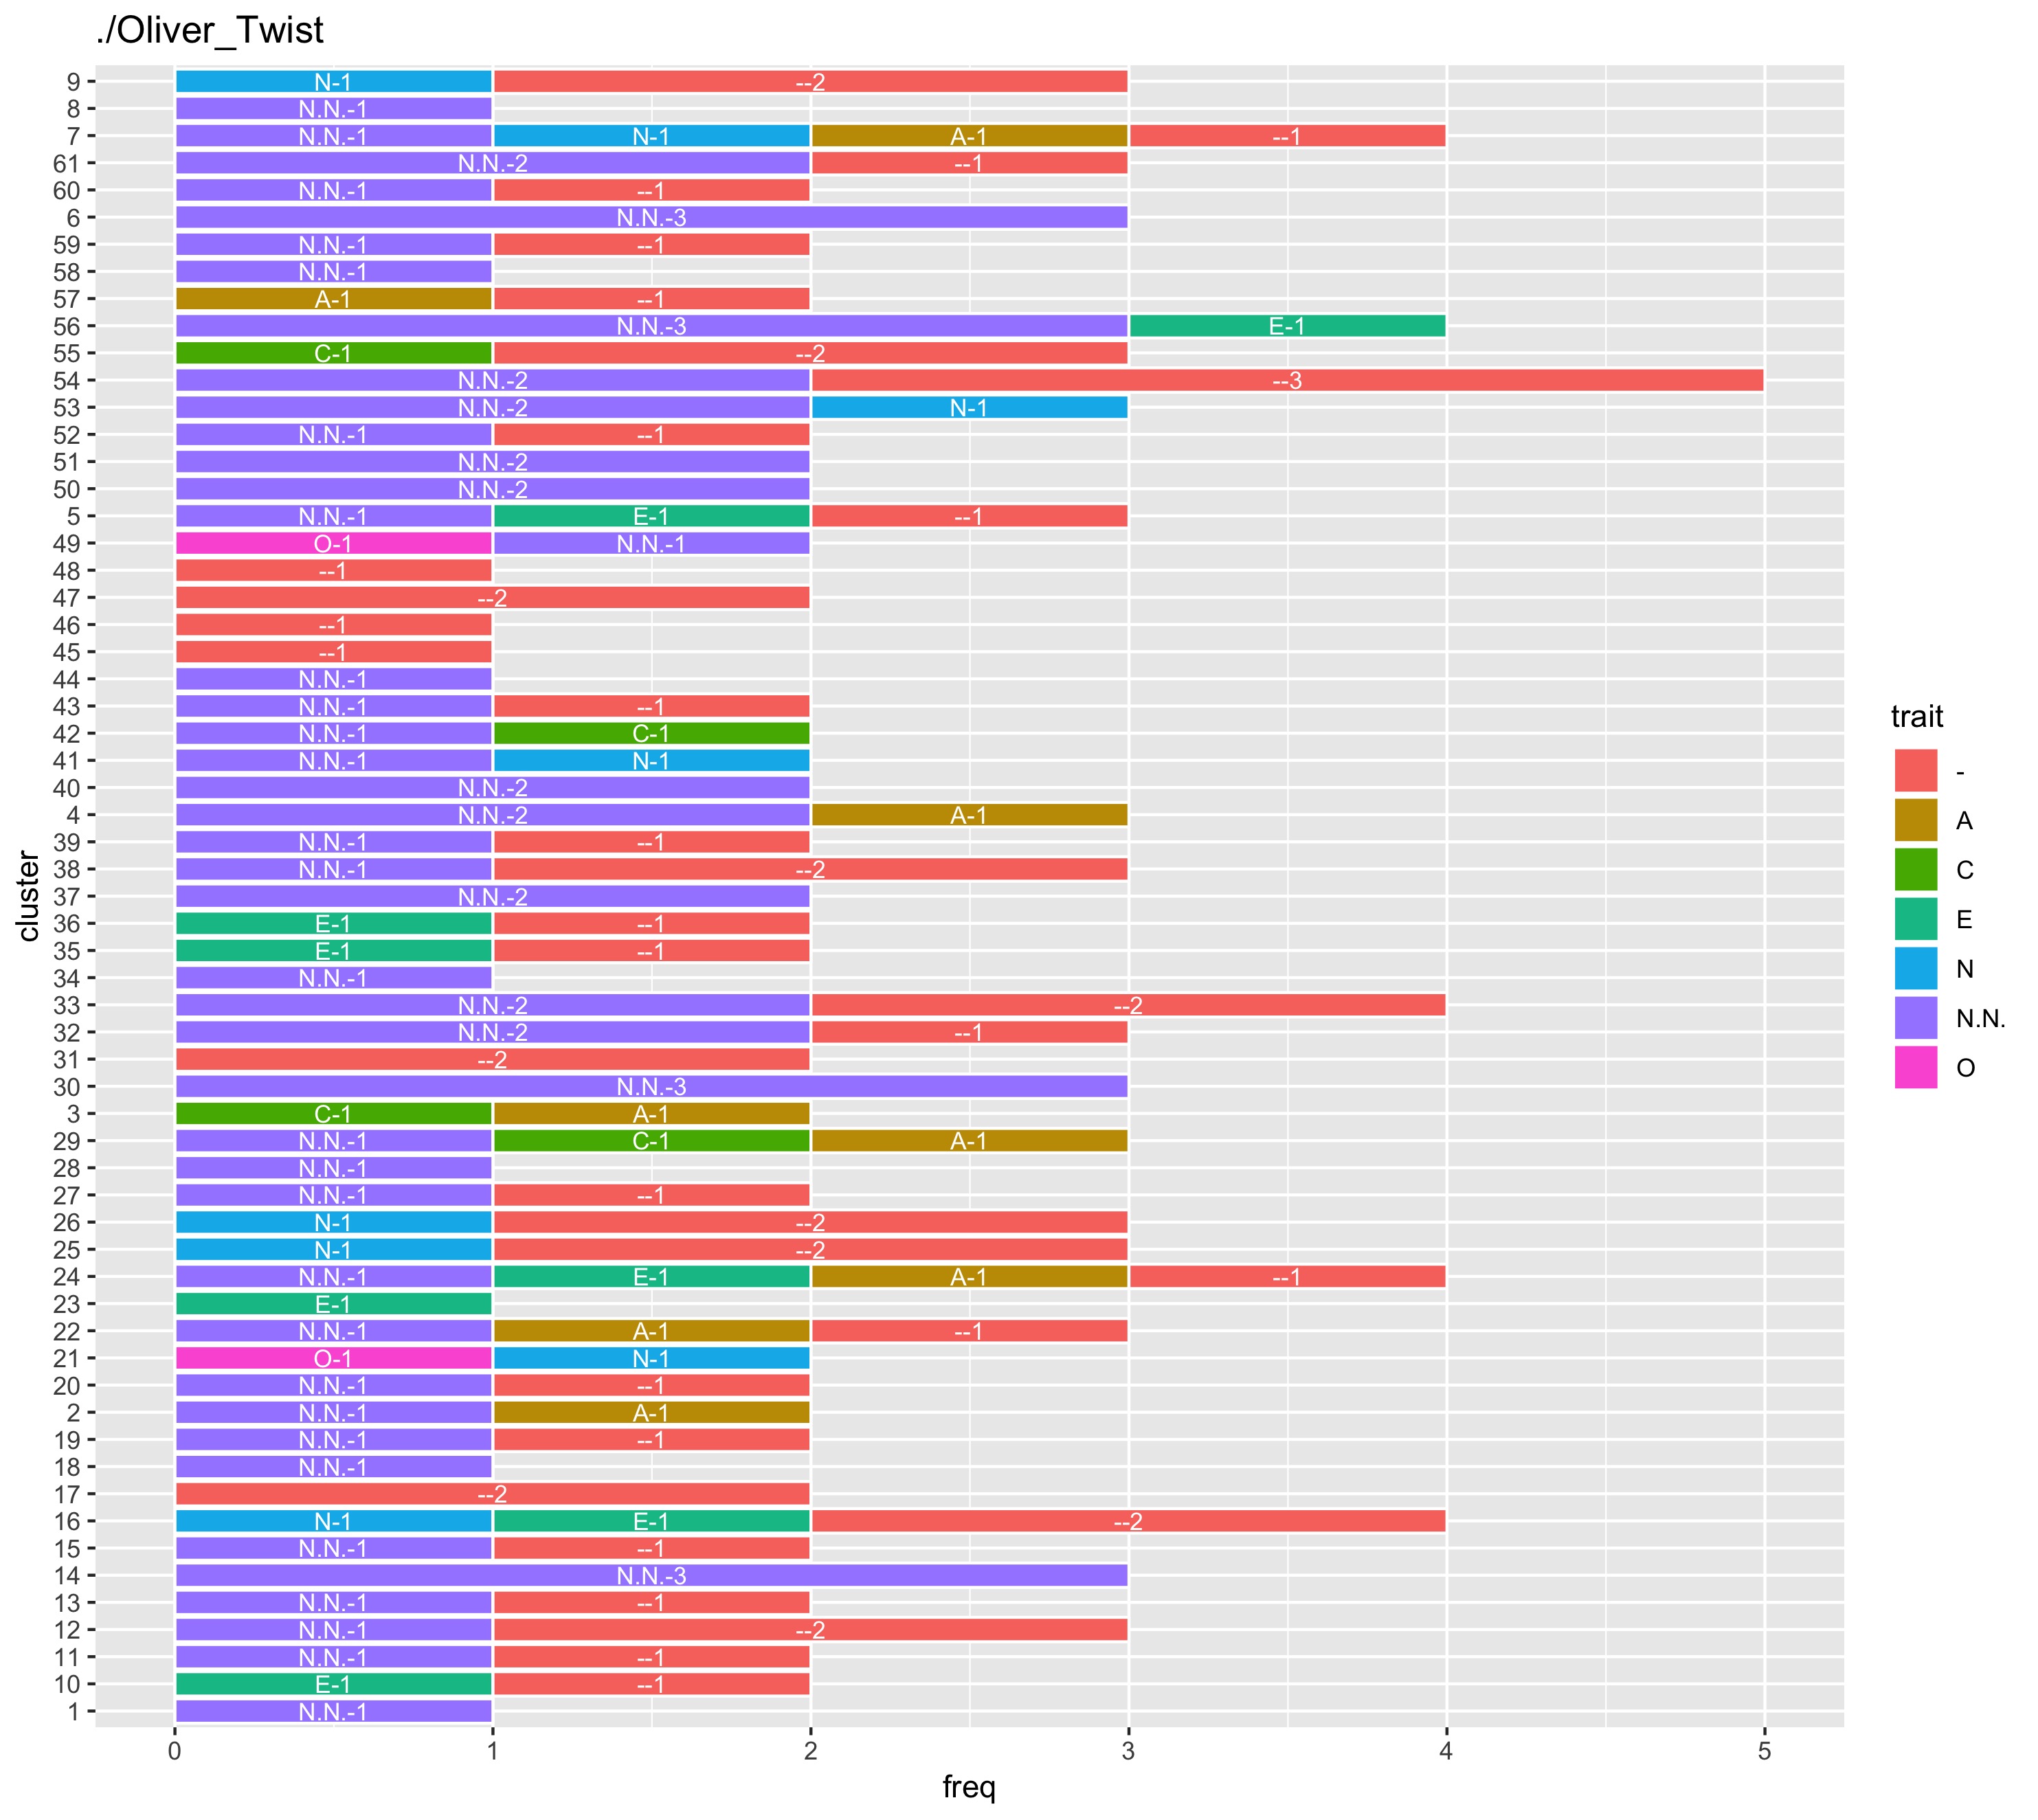 ./Oliver_Twist
9 N-1 --2
8 N.N.-1
7 N.N.-1 N-1 A-1 --1
61 N.N.-2 --1
60 N.N.-1 --1
6 N.N.-3
59 N.N.-1 --1
58 N.N.-1
57 A-1 --1
56 N.N.-3 E-1
55 C-1 --2
54 N.N.-2 --3
53 N.N.-2 N-1
52 N.N.-1 --1
51 N.N.-2
50 N.N.-2
5 N.N.-1 E-1 --1
49 O-1 N.N.-1
48 --1
47 --2
46 --1
45 --1
44 N.N.-1
43 N.N.-1 --1
42 N.N.-1 C-1
41 N.N.-1 N-1
40 N.N.-2
4 N.N.-2 A-1
39 N.N.-1 --1
38 N.N.-1 --2
37 N.N.-2
36 E-1 --1
35 E-1 --1
34 N.N.-1
33 N.N.-2 --2
32 N.N.-2 --1
31 --2
30 N.N.-3
3 C-1 A-1
29 N.N.-1 C-1 A-1
28 N.N.-1
27 N.N.-1 --1
26 N-1 --2
25 N-1 --2
24 N.N.-1 E-1 A-1 --1
23 E-1
22 N.N.-1 A-1 --1
21 O-1 N-1
20 N.N.-1 --1
2 N.N.-1 A-1
19 N.N.-1 --1
18 N.N.-1
17 --2
16 N-1 E-1 --2
15 N.N.-1 --1
14 N.N.-3
13 N.N.-1 --1
12 N.N.-1 --2
11 N.N.-1 --1
10 E-1 --1
1 N.N.-1
0 1 2 3 4 5
freq
cluster
trait
-
A
C
E
N
N.N.
O